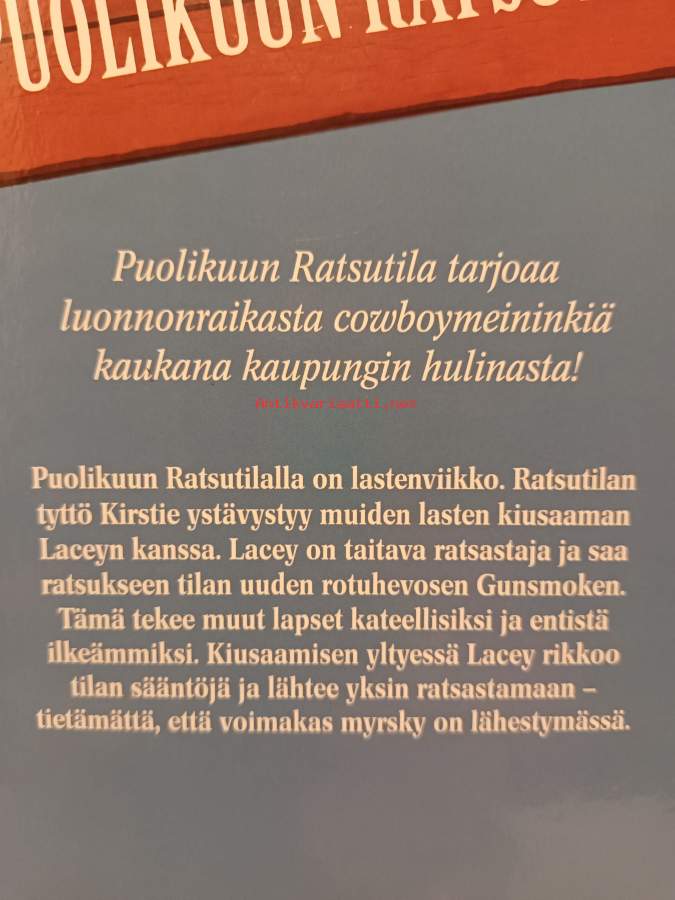 PUOLIKUUN RATSU
Puolikuun Ratsutila tarjoaa
luonnonraikasta cowboymeininkiä
kaukana kaupungin hulinasta!
Antikvariaatti.net
Puolikuun Ratsutilalla on lastenviikko. Ratsutilan
tyttö Kirstie ystävystyy muiden lasten kiusaaman
Laceyn kanssa. Lacey on taitava ratsastaja ja saa
ratsukseen tilan uuden rotuhevosen Gunsmoken.
Tämä tekee muut lapset kateellisiksi ja entistä
ilkeämmiksi. Kiusaamisen yltyessä Lacey rikkoo
tilan sääntöjä ja lähtee yksin ratsastamaan –
tietämättä, että voimakas myrsky on lähestymässä.